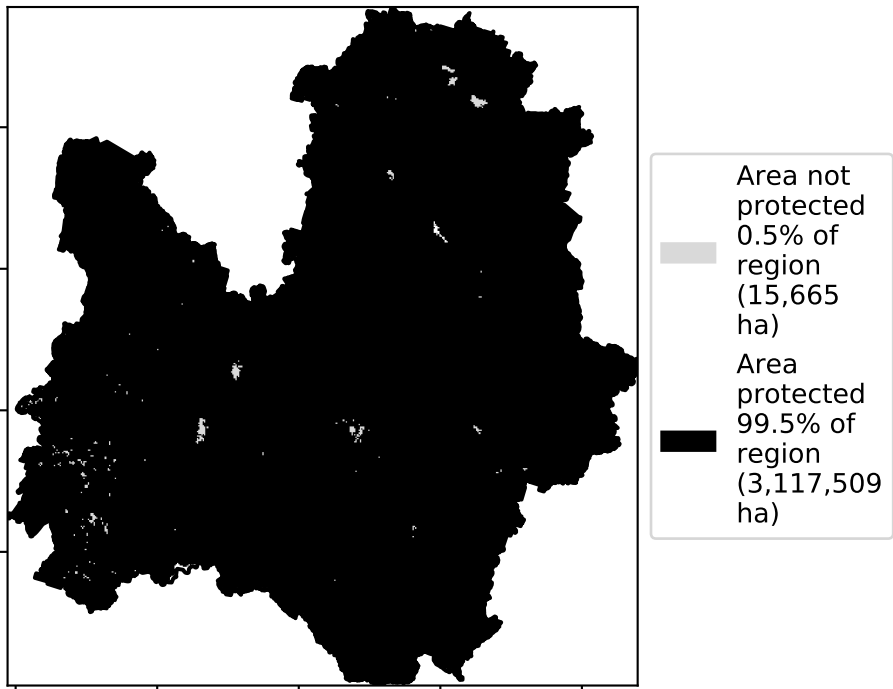 Area not
protected
0.5% of
region
(15,665
ha)
Area
protected
99.5% of
region
(3,117,509
ha)